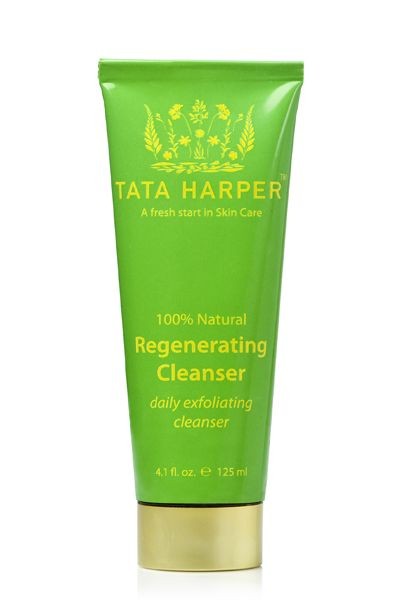 TATA HARPER™
A fresh start in Skin Care
100% Natural
Regenerating
Cleanser
daily exfoliating
cleanser
4.1 fl. oz. ℮ 125 ml